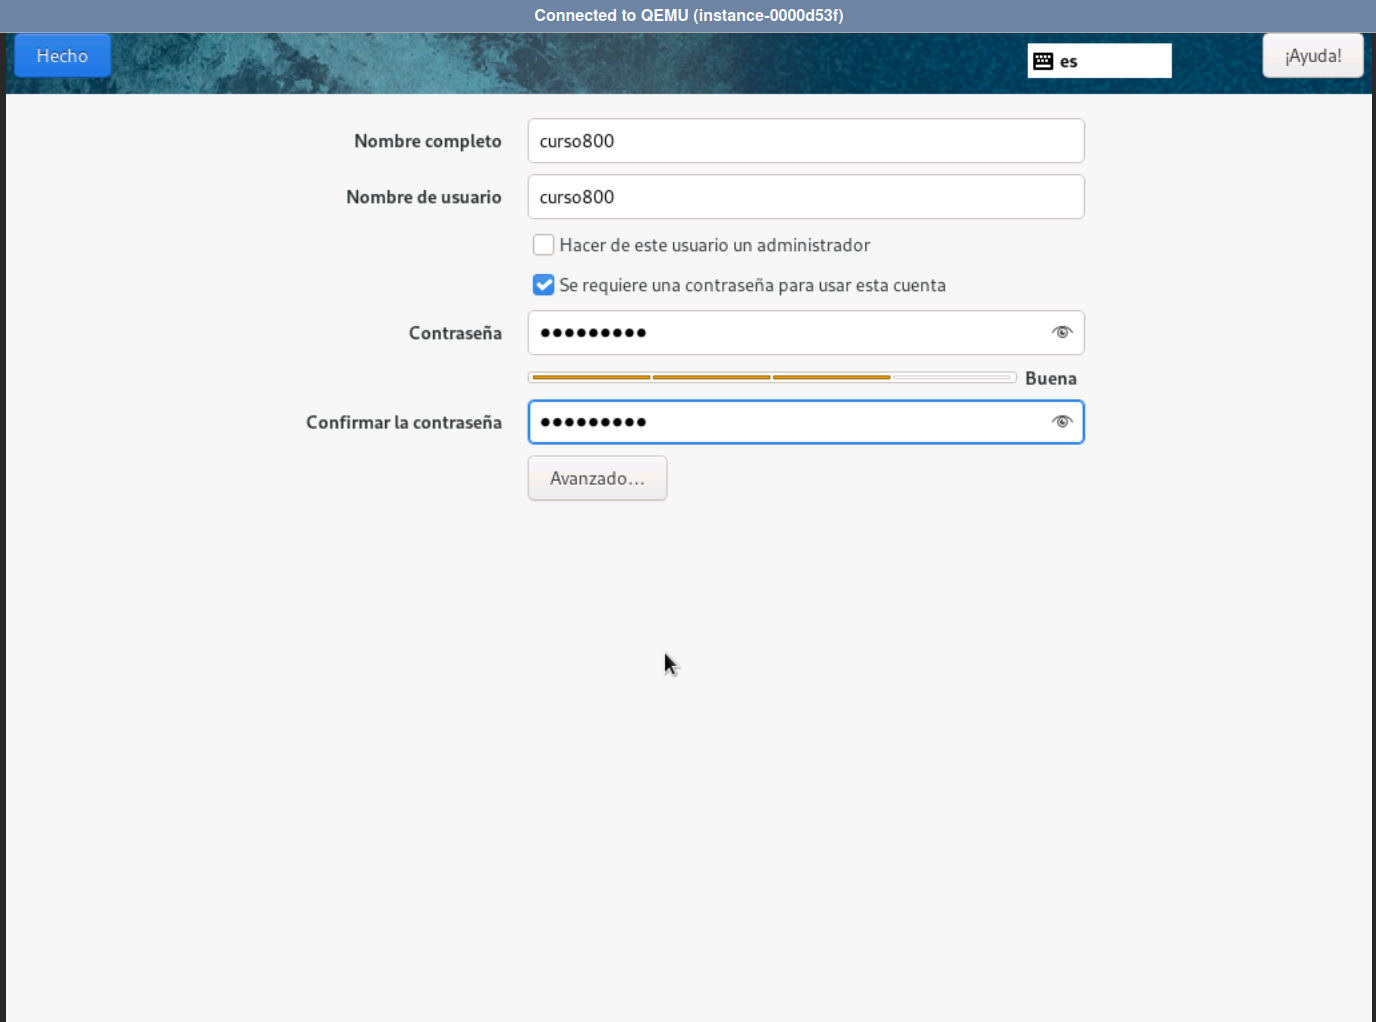 Connected to QEMU (instance-0000d53f)
Hecho
es
¡Ayuda!
Nombre completo
curso800
Nombre de usuario
curso800
Hacer de este usuario un administrador
Se requiere una contraseña para usar esta cuenta
Contraseña
●●●●●●●●●
Buena
Confirmar la contraseña
●●●●●●●●●
Avanzado...